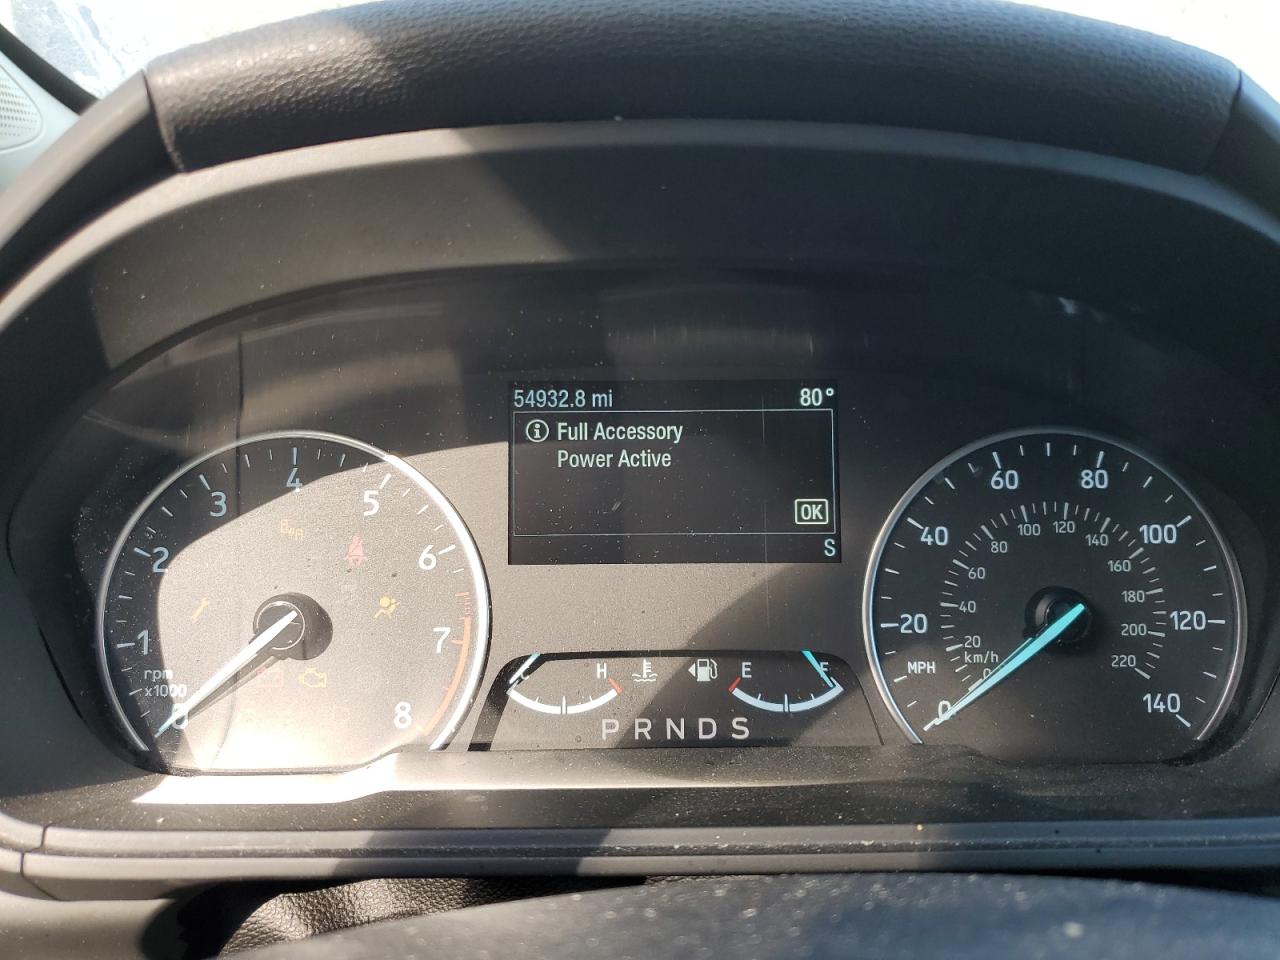 54932.8 mi 80°
Full Accessory
Power Active
OK
S
0 1 2 3 4 5 6 7 8
rpm
x1000
H
E F
P R N D S
0 20 40 60 80 100 120 140
MPH
0 20 40 60 80 100 120 140 160 180 200 220
km/h